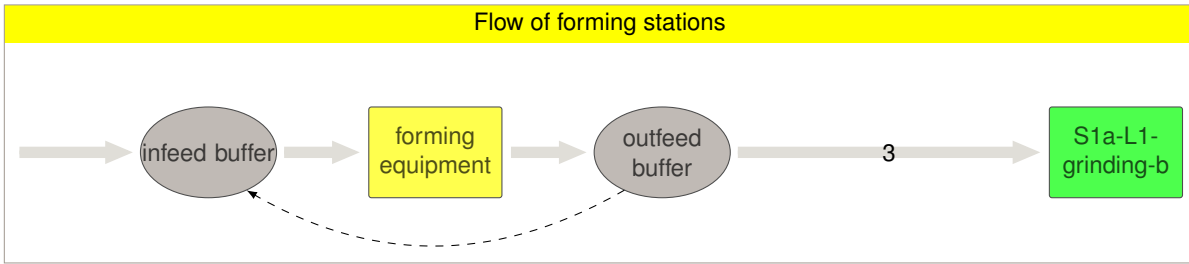 Flow of forming stations
infeed buffer
forming
equipment
outfeed
buffer
3
S1a-L1-
grinding-b